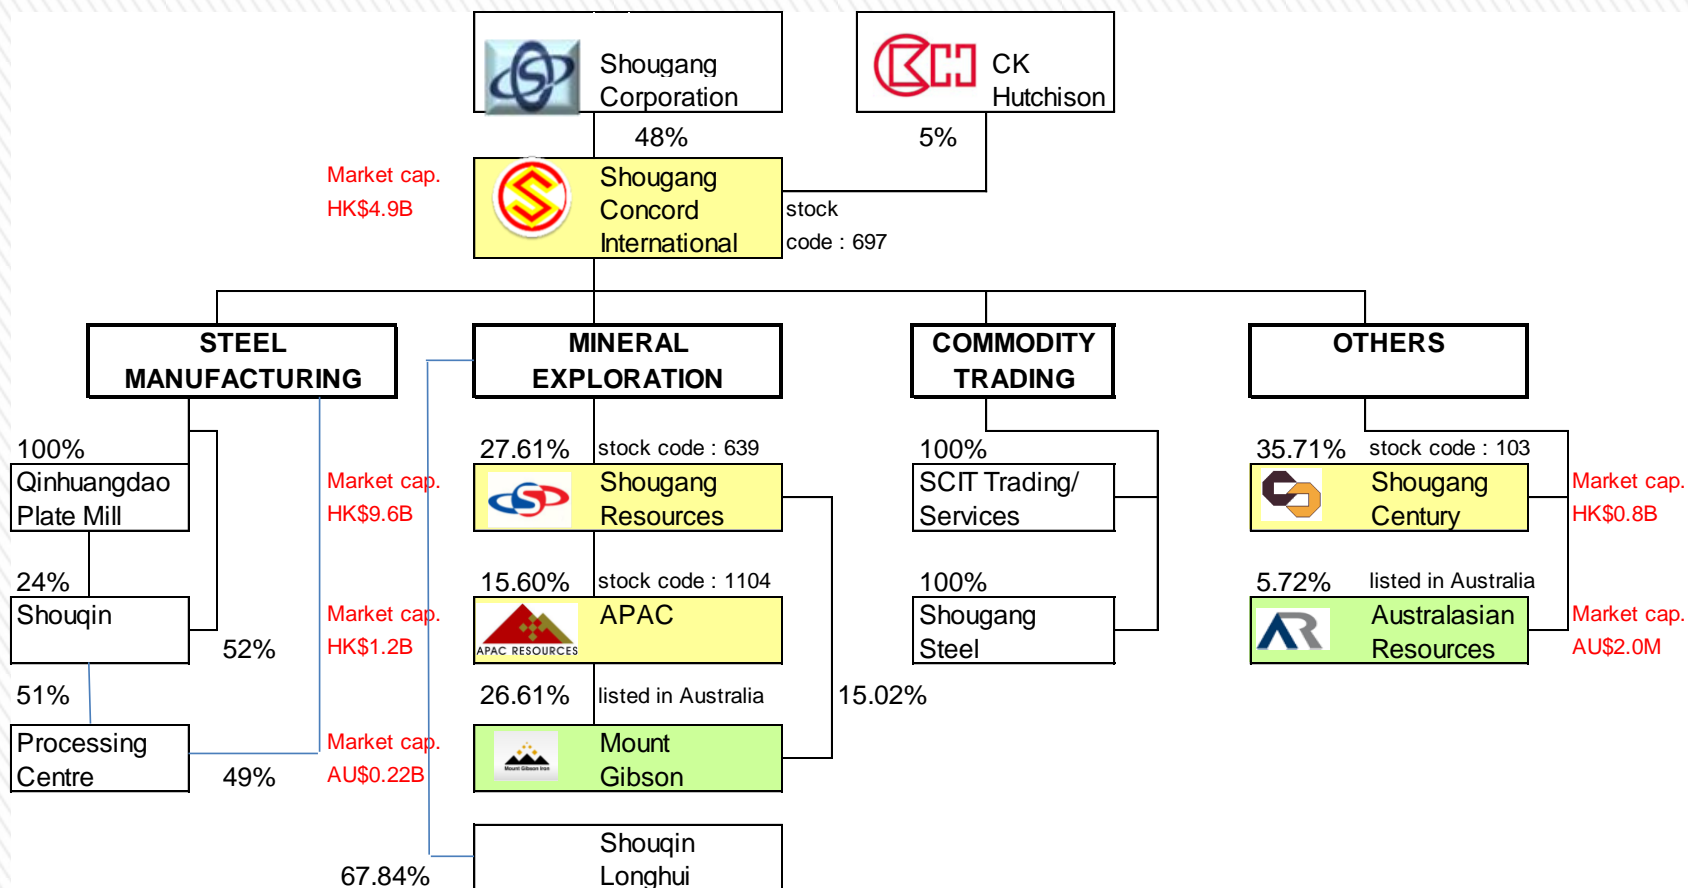 Shougang
Corporation
CK
Hutchison
48%
5%
Market cap.
HK$4.9B
Shougang
Concord
International
stock
code : 697
STEEL
MANUFACTURING
MINERAL
EXPLORATION
COMMODITY
TRADING
OTHERS
100%
Qinhuangdao
Plate Mill
24%
Shouqin
52%
51%
Processing
Centre
49%
Market cap.
HK$9.6B
27.61%
stock code : 639
Shougang
Resources
Market cap.
HK$1.2B
15.60%
stock code : 1104
APAC RESOURCES
APAC
Market cap.
AU$0.22B
26.61%
listed in Australia
15.02%
Mount Gibson Iron
Mount
Gibson
67.84%
Shouqin
Longhui
100%
SCIT Trading/
Services
100%
Shougang
Steel
35.71%
stock code : 103
Shougang
Century
Market cap.
HK$0.8B
5.72%
listed in Australia
AR
Australasian
Resources
Market cap.
AU$2.0M